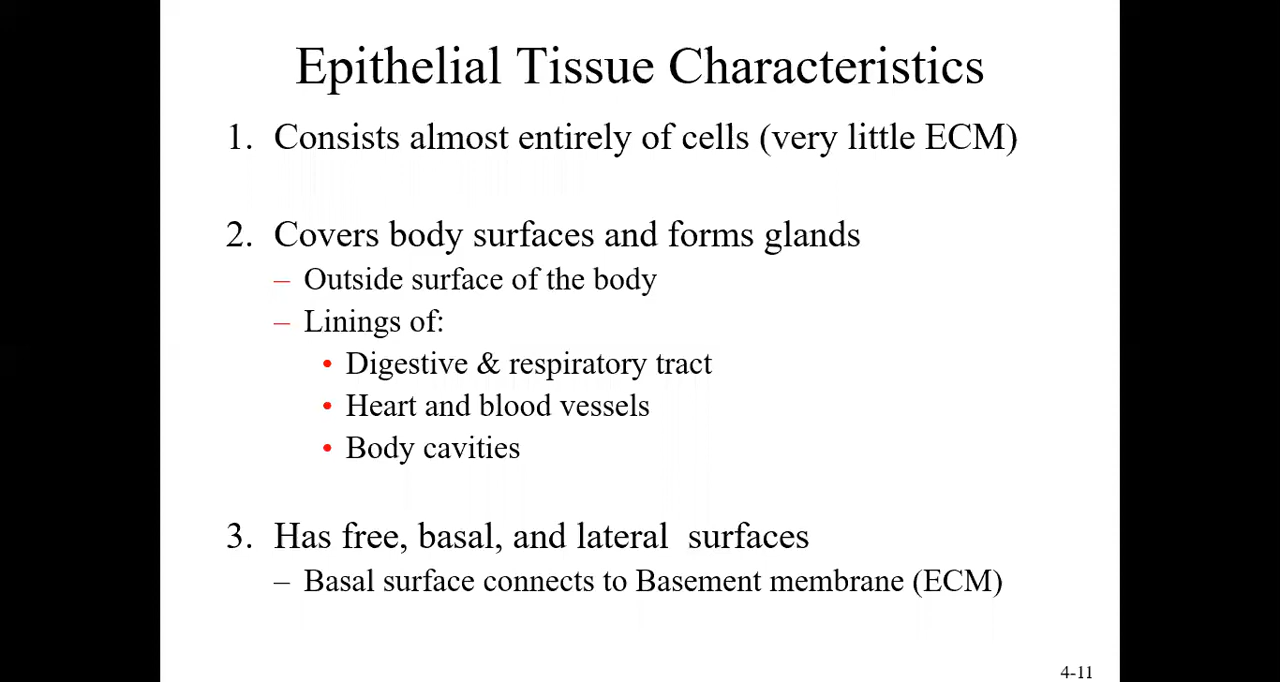 Epithelial Tissue Characteristics
1. Consists almost entirely of cells (very little ECM)
2. Covers body surfaces and forms glands
– Outside surface of the body
– Linings of:
• Digestive & respiratory tract
• Heart and blood vessels
• Body cavities
3. Has free, basal, and lateral surfaces
– Basal surface connects to Basement membrane (ECM)
4-11